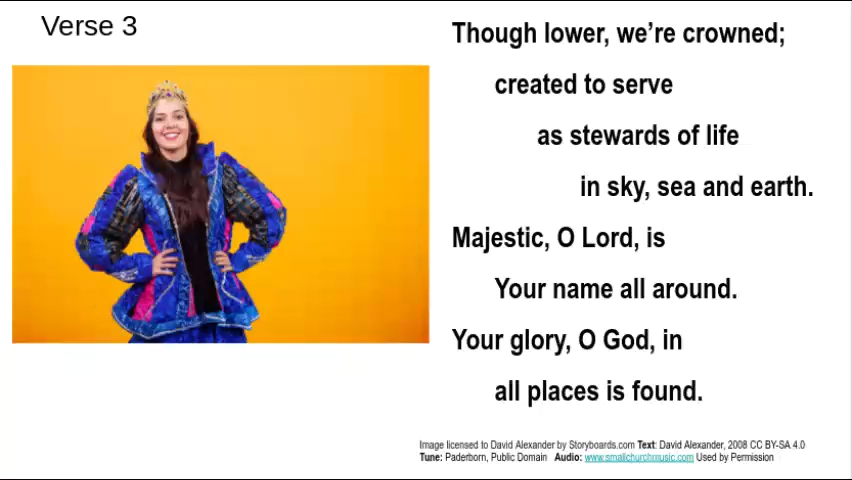 Verse 3
Though lower, we’re crowned;
created to serve
as stewards of life
in sky, sea and earth.
Majestic, O Lord, is
Your name all around.
Your glory, O God, in
all places is found.
Image licensed to David Alexander by Storyboards.com Text: David Alexander, 2008 CC BY-SA 4.0
Tune: Paderborn, Public Domain Audio: www.smallchurchmusic.com Used by Permission